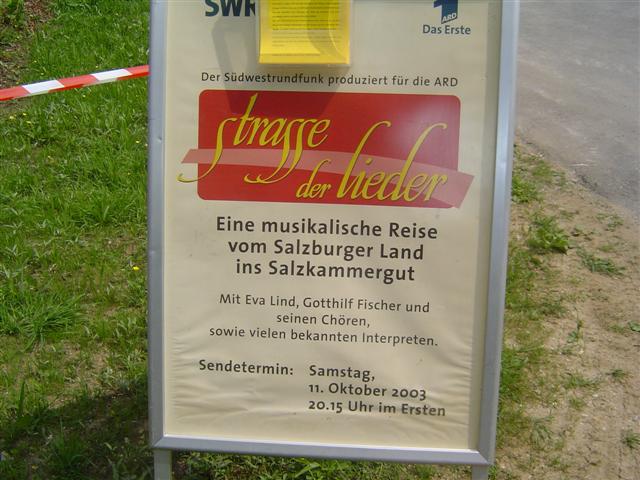 SWR
ARD
Das Erste
Der Südwestrundfunk produziert für die ARD
strasse
der lieder
Eine musikalische Reise
vom Salzburger Land
ins Salzkammergut
Mit Eva Lind, Gotthilf Fischer und
seinen Chören,
sowie vielen bekannten Interpreten.
Sendetermin: Samstag,
11. Oktober 2003
20.15 Uhr im Ersten